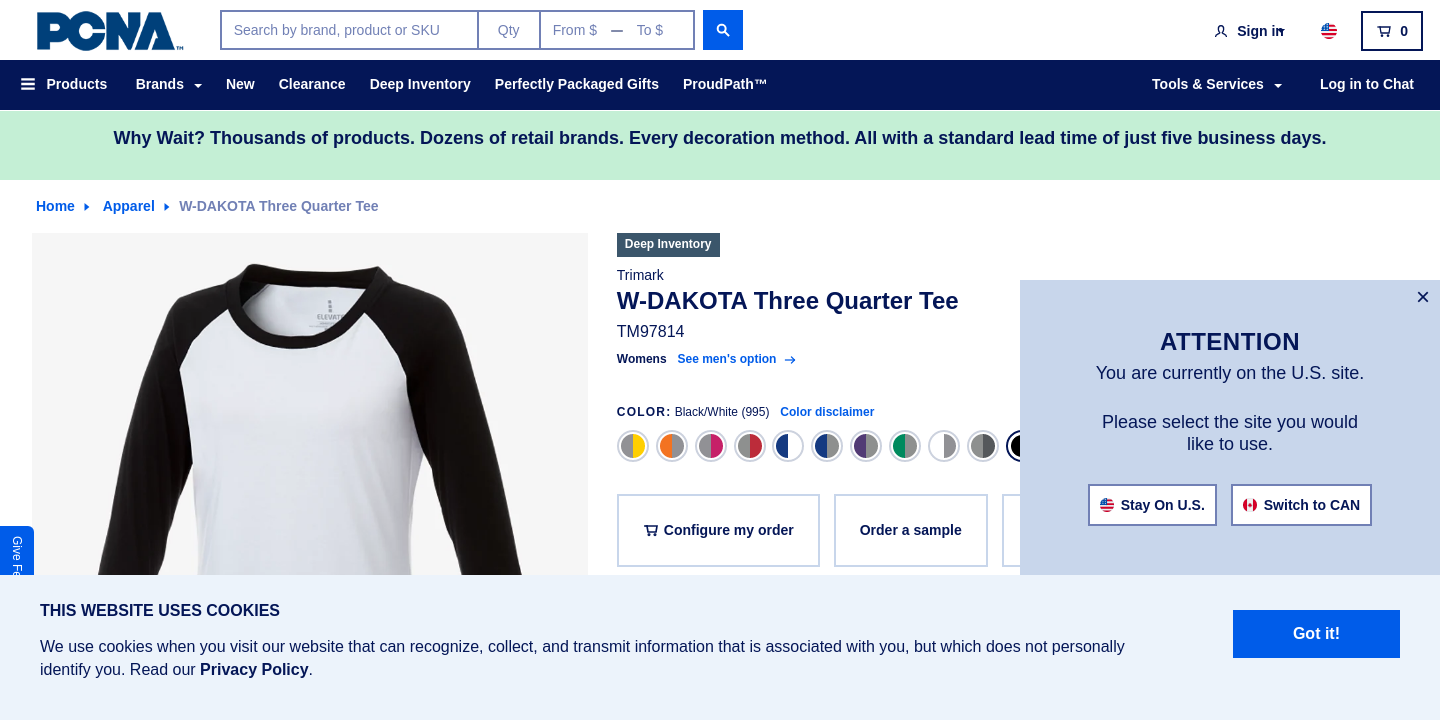 PCNA™
Search by brand, product or SKU
Qty
From $ — To $
Sign in
0
Products
Brands
New
Clearance
Deep Inventory
Perfectly Packaged Gifts
ProudPath™
Tools & Services
Log in to Chat
Why Wait? Thousands of products. Dozens of retail brands. Every decoration method. All with a standard lead time of just five business days.
Home
Apparel
W-DAKOTA Three Quarter Tee
ELEVATE
Deep Inventory
Trimark
W-DAKOTA Three Quarter Tee
TM97814
Womens See men's option
COLOR: Black/White (995) Color disclaimer
Configure my order
Order a sample
×
ATTENTION
You are currently on the U.S. site.
Please select the site you would
like to use.
Stay On U.S.
Switch to CAN
Give
THIS WEBSITE USES COOKIES
We use cookies when you visit our website that can recognize, collect, and transmit information that is associated with you, but which does not personally
identify you. Read our Privacy Policy.
Got it!